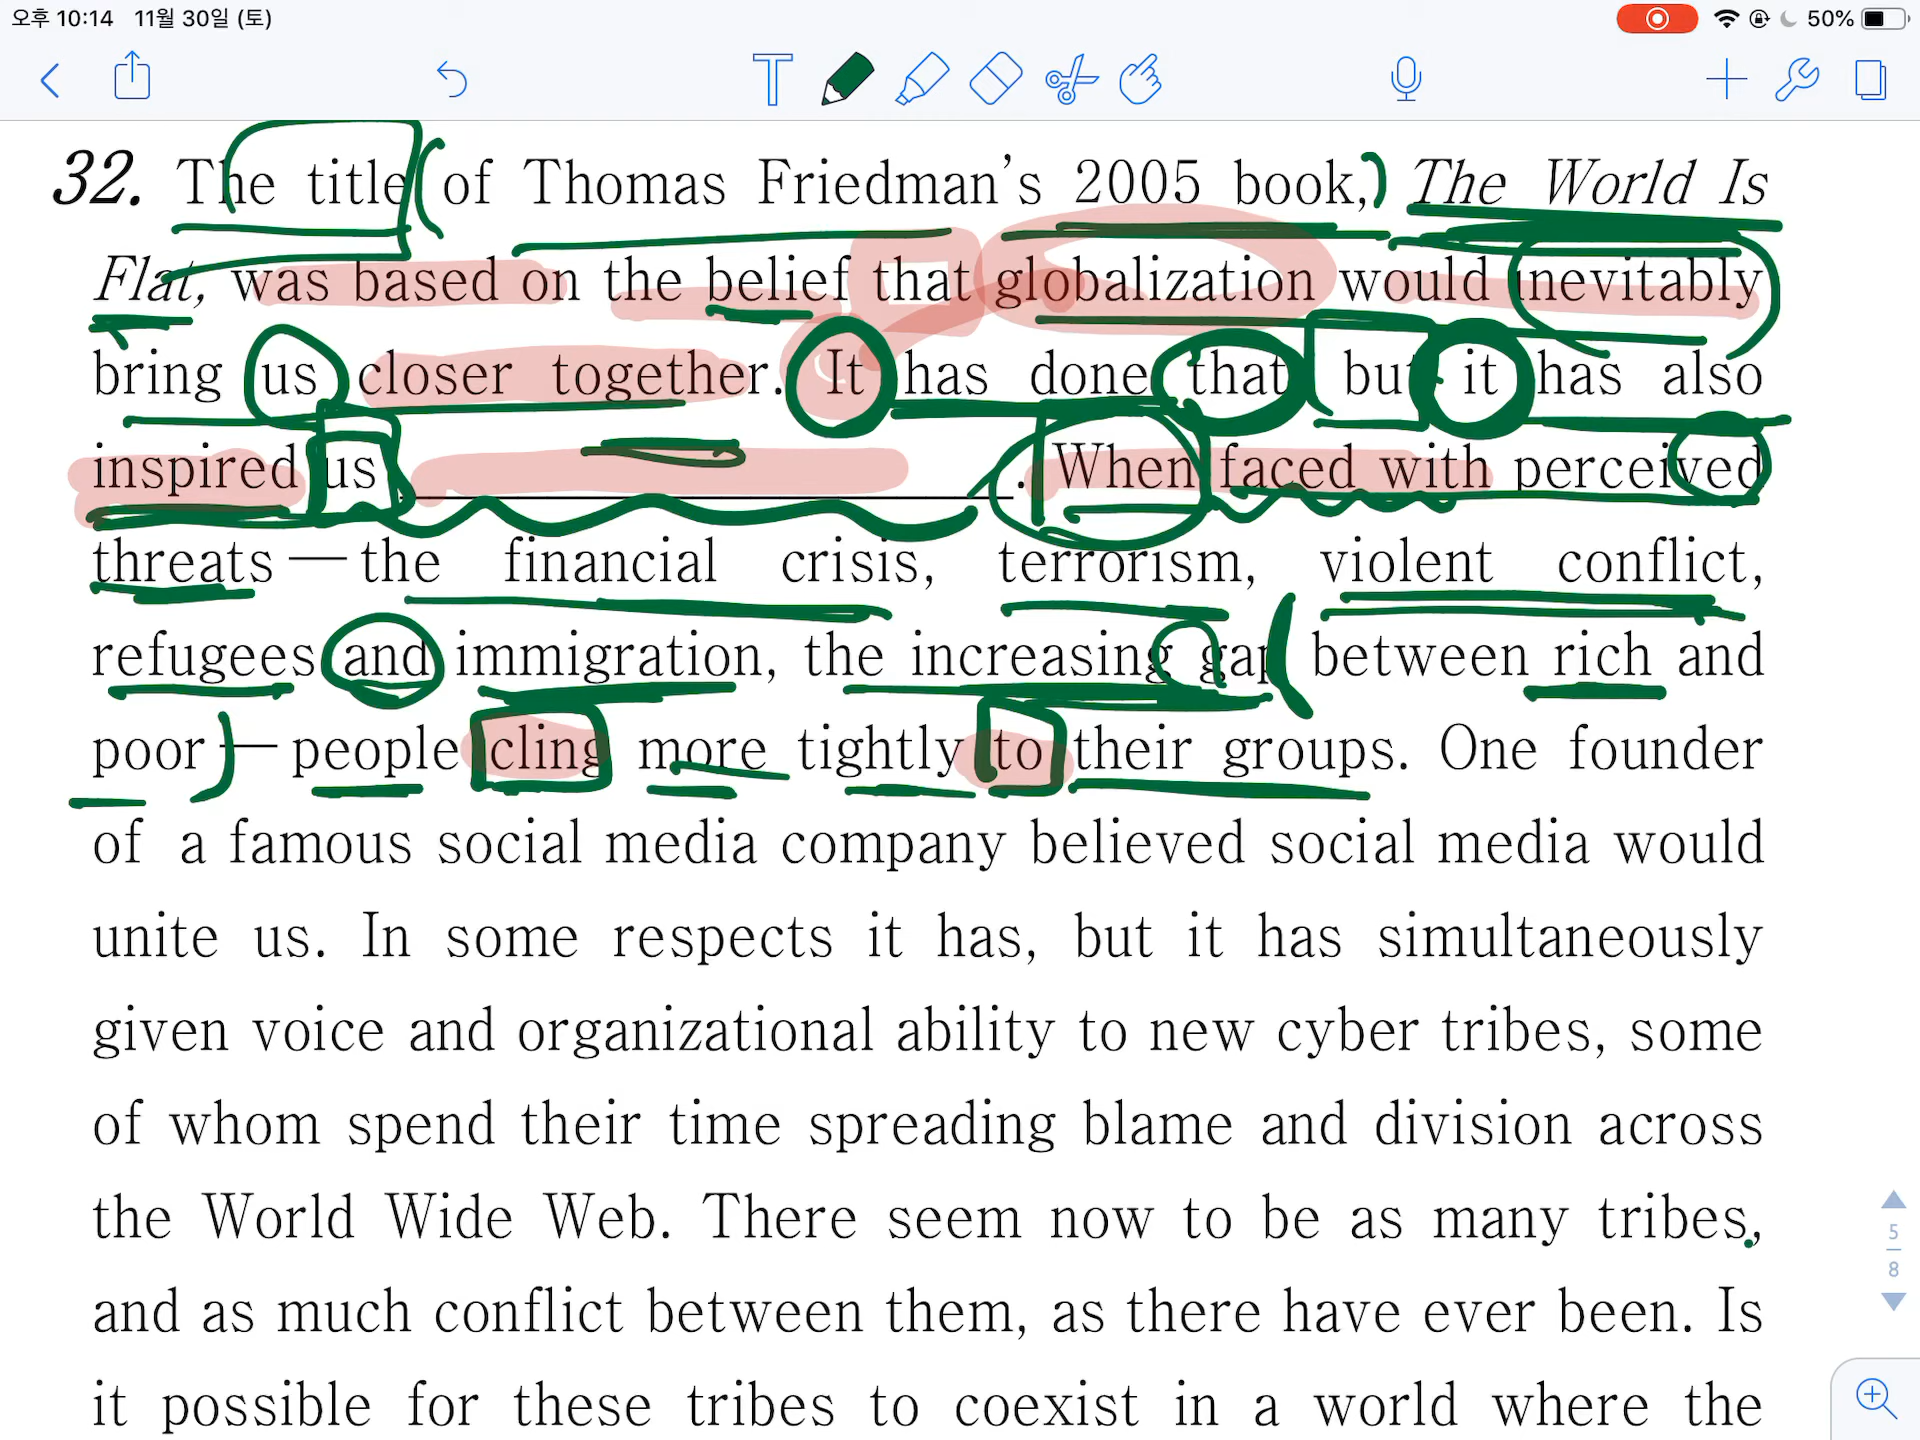 오후 10:14 11월 30일 (토) 50%
T
32. The title of Thomas Friedman's 2005 book, The World Is
Flat, was based on the belief that globalization would inevitably
bring us closer together. It has done that but it has also
inspired us ____________________. When faced with perceived
threats — the financial crisis, terrorism, violent conflict,
refugees and immigration, the increasing gap between rich and
poor — people cling more tightly to their groups. One founder
of a famous social media company believed social media would
unite us. In some respects it has, but it has simultaneously
given voice and organizational ability to new cyber tribes, some
of whom spend their time spreading blame and division across
the World Wide Web. There seem now to be as many tribes,
and as much conflict between them, as there have ever been. Is
it possible for these tribes to coexist in a world where the
5
8